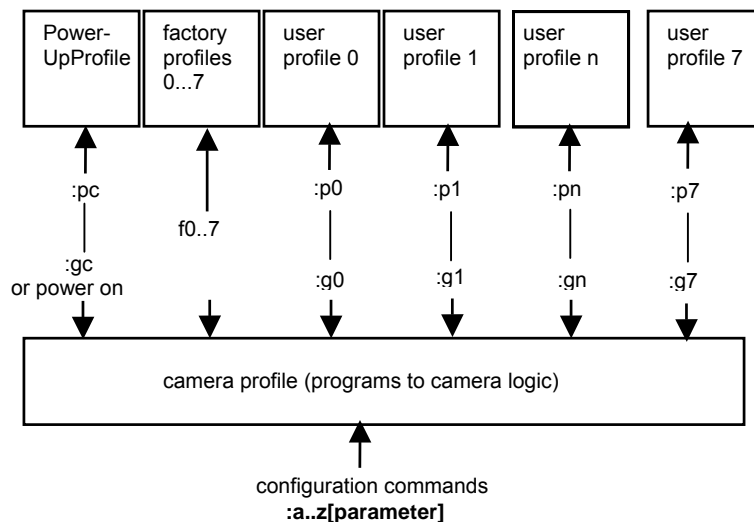 Power-
UpProfile
factory
profiles
0...7
user
profile 0
user
profile 1
user
profile n
user
profile 7
:pc
:p0
:p1
:pn
:p7
f0..7
:gc
or power on
:g0
:g1
:gn
:g7
camera profile (programs to camera logic)
configuration commands
:a..z[parameter]